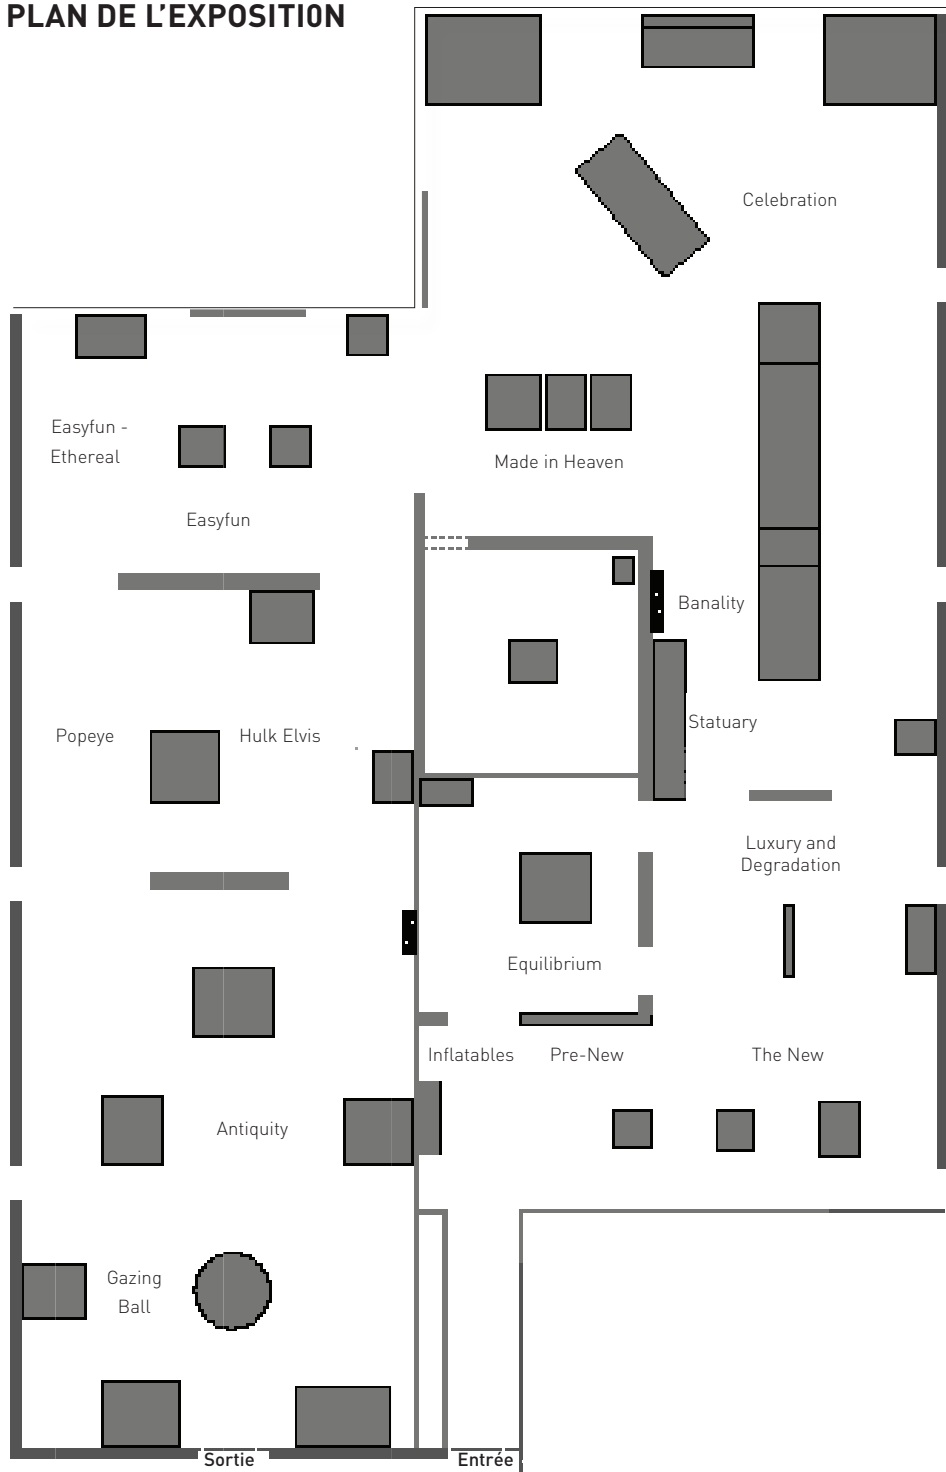 PLAN DE L'EXPOSITION
Celebration
Easyfun -
Ethereal
Made in Heaven
Easyfun
Banality
Statuary
Popeye
Hulk Elvis
Luxury and
Degradation
Equilibrium
Inflatables
Pre-New
The New
Antiquity
Gazing
Ball
Sortie
Entrée